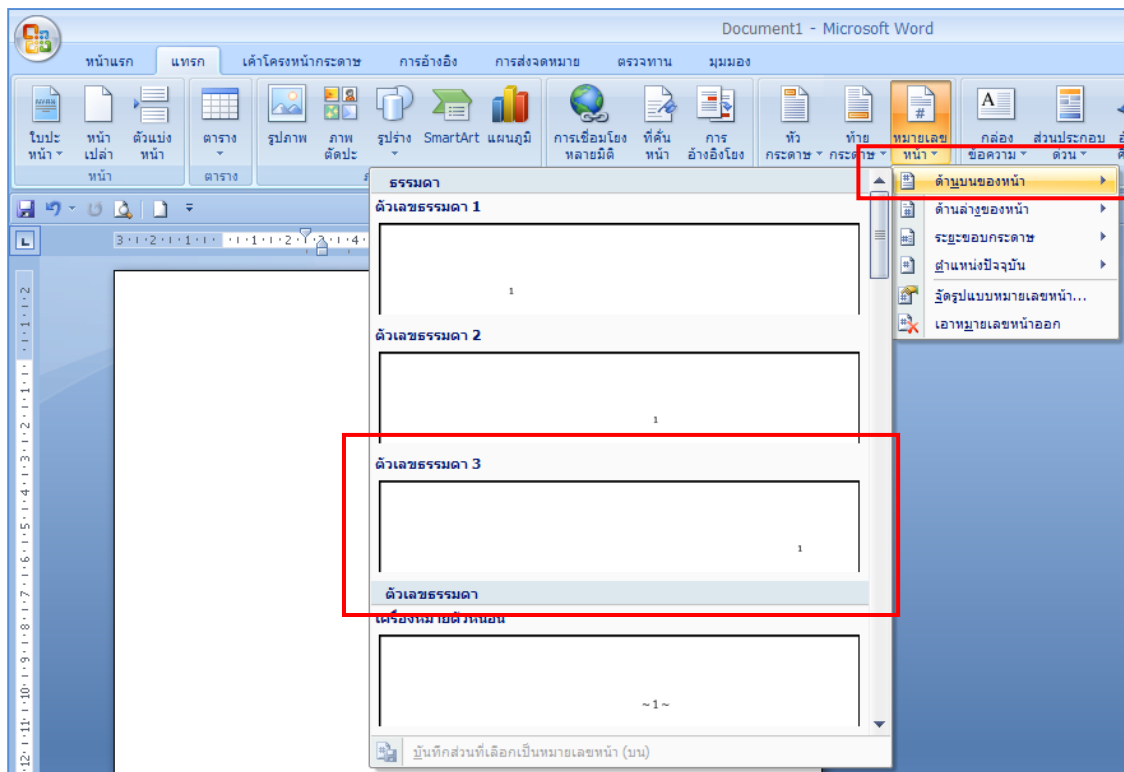 Document1 - Microsoft Word
หน้าแรก แทรก เค้าโครงหน้ากระดาษ การอ้างอิง การส่งจดหมาย ตรวจทาน มุมมอง
ใบปะ หน้า ตัวแบ่ง ตาราง รูปภาพ ภาพ รูปร่าง SmartArt แผนภูมิ การเชื่อมโยง ที่คั่น การ หัว ท้าย หมายเลข กล่อง ส่วนประกอบ
หน้า เปล่า หน้า ตัดปะ หลายมิติ หน้า อ้างอิงโยง กระดาษ กระดาษ หน้า ข้อความ ด่วน
หน้า ตาราง
ธรรมดา
ตัวเลขธรรมดา 1
1
ตัวเลขธรรมดา 2
1
ตัวเลขธรรมดา 3
1
ตัวเลขธรรมดา
เครื่องหมายตัวหนอน
~1~
บันทึกส่วนที่เลือกเป็นหมายเลขหน้า (บน)
ด้านบนของหน้า
ด้านล่างของหน้า
ระยะขอบกระดาษ
ตำแหน่งปัจจุบัน
จัดรูปแบบหมายเลขหน้า...
เอาหมายเลขหน้าออก